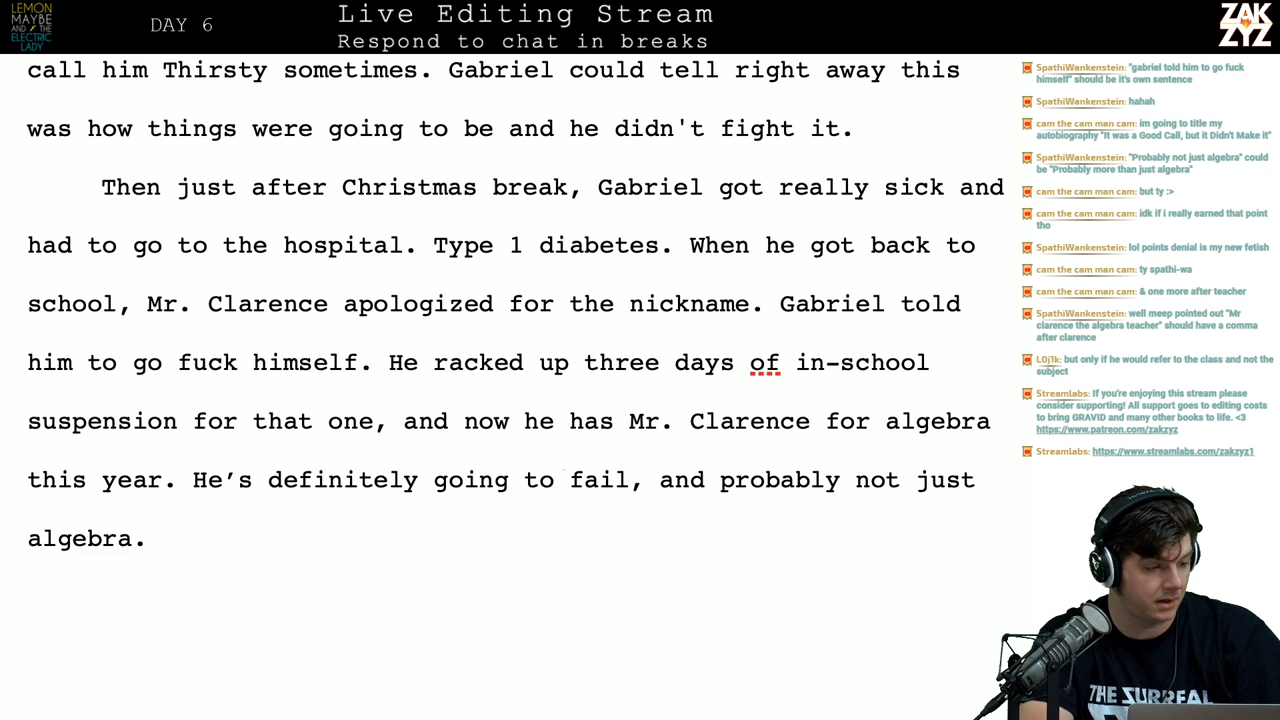 LEMON
MAYBE
AND THE
ELECTRIC
LADY
DAY 6
Live Editing Stream
Respond to chat in breaks
ZAK
ZYZ
call him Thirsty sometimes. Gabriel could tell right away this
was how things were going to be and he didn't fight it.
Then just after Christmas break, Gabriel got really sick and
had to go to the hospital. Type 1 diabetes. When he got back to
school, Mr. Clarence apologized for the nickname. Gabriel told
him to go fuck himself. He racked up three days of in-school
suspension for that one, and now he has Mr. Clarence for algebra
this year. He’s definitely going to fail, and probably not just
algebra.
SpathiWankenstein: "gabriel told him to go fuck
himself" should be it's own sentence
SpathiWankenstein: hahah
cam the cam man cam: im going to title my
autobiography "It was a Good Call, but it Didn't Make it"
SpathiWankenstein: "Probably not just algebra" could
be "Probably more than just algebra"
cam the cam man cam: but ty :>
cam the cam man cam: idk if i really earned that point
tho
SpathiWankenstein: lol points denial is my new fetish
cam the cam man cam: ty spathi-wa
cam the cam man cam: & one more after teacher
SpathiWankenstein: well meep pointed out "Mr
clarence the algebra teacher" should have a comma
after clarence
L0j1k: but only if he would refer to the class and not the
subject
Streamlabs: If you're enjoying this stream please
consider supporting! All support goes to editing costs
to bring GRAVID and many other books to life. <3
https://www.patreon.com/zakzyz
Streamlabs: https://www.streamlabs.com/zakzyz1
THE SURREAL